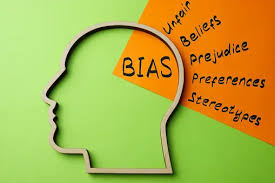 Unfair
Beliefs
Prejudice
Preferences
Stereotypes
BIAS